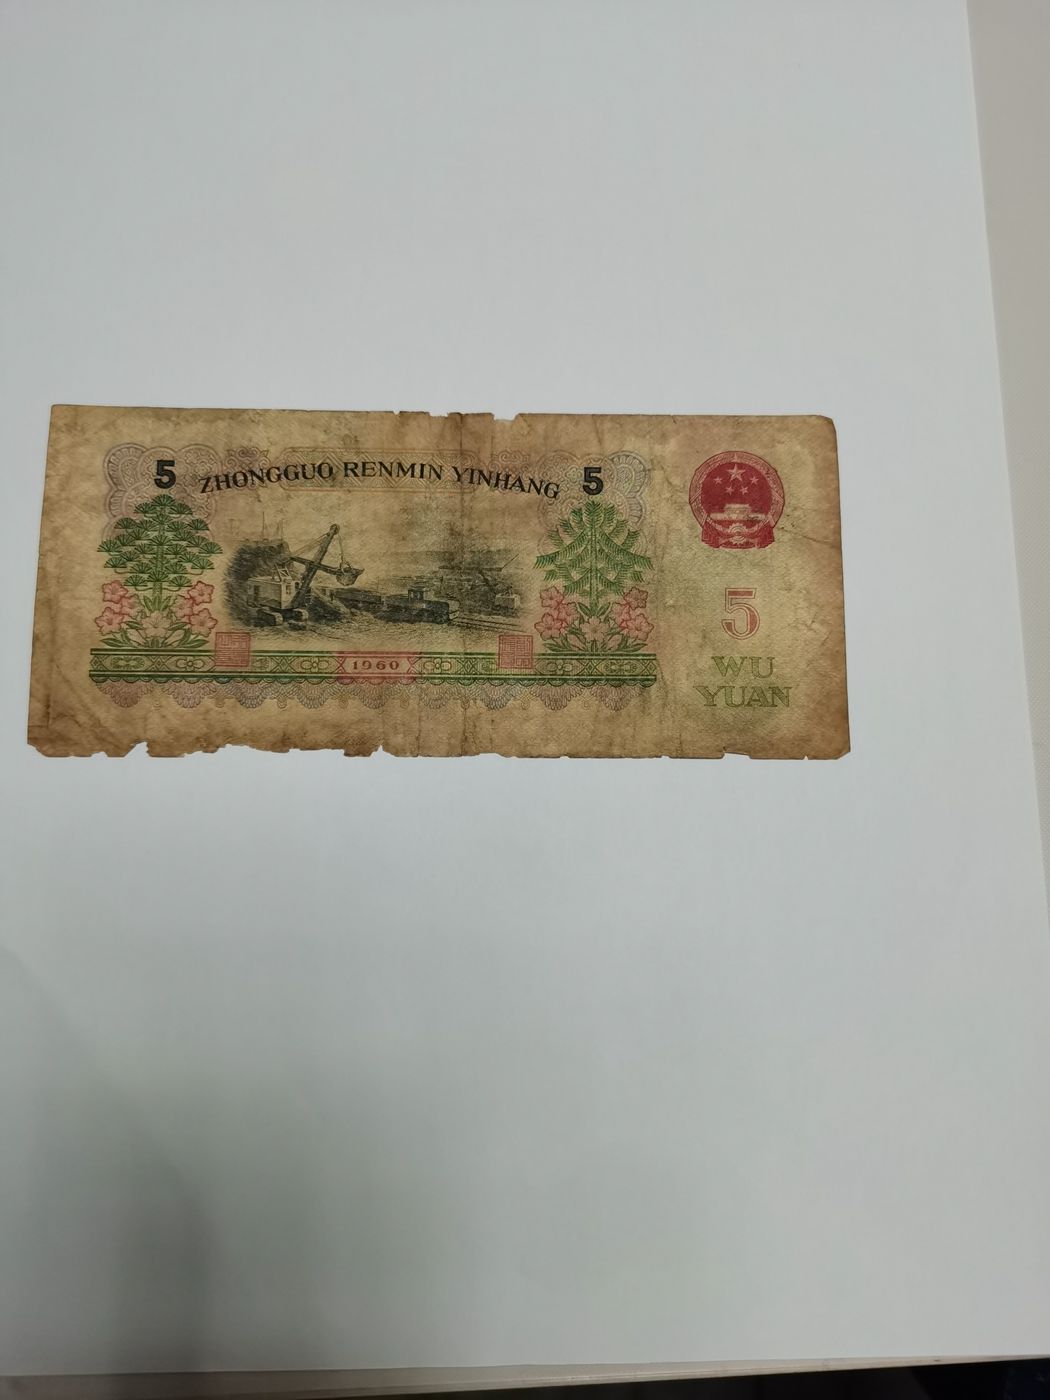 5 ZHONGGUO RENMIN YINHANG 5
5
WU
YUAN
1960